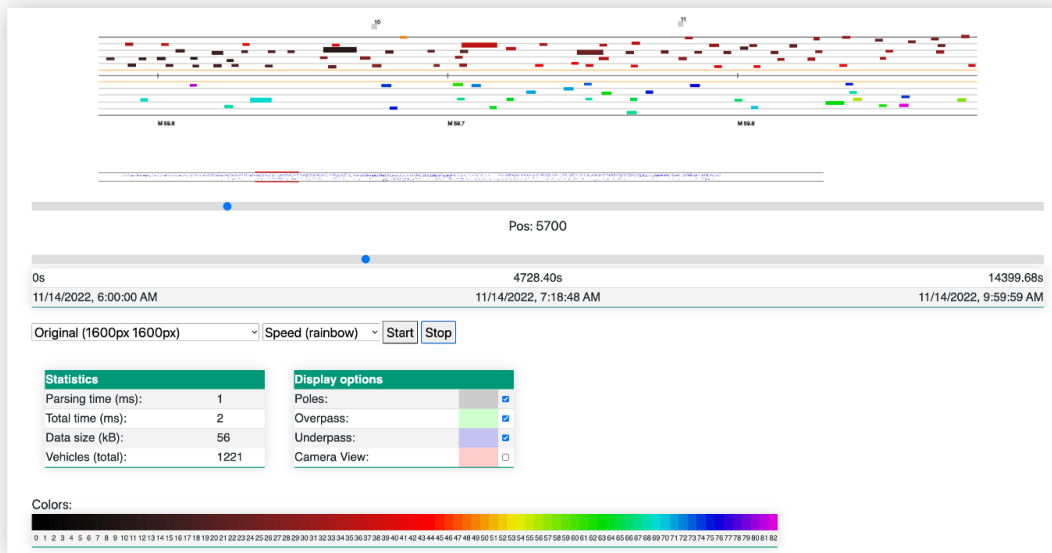 10 11
M 59.6 M 59.7 M 59.8
Pos: 5700
0s 4728.40s 14399.68s
11/14/2022, 6:00:00 AM 11/14/2022, 7:18:48 AM 11/14/2022, 9:59:59 AM
Original (1600px 1600px) Speed (rainbow) Start Stop
Statistics Display options
Parsing time (ms): 1 Poles:
Total time (ms): 2 Overpass:
Data size (kB): 56 Underpass:
Vehicles (total): 1221 Camera View:
Colors:
0 1 2 3 4 5 6 7 8 9 10 11 12 13 14 15 16 17 18 19 20 21 22 23 24 25 26 27 28 29 30 31 32 33 34 35 36 37 38 39 40 41 42 43 44 45 46 47 48 49 50 51 52 53 54 55 56 57 58 59 60 61 62 63 64 65 66 67 68 69 70 71 72 73 74 75 76 77 78 79 80 81 82